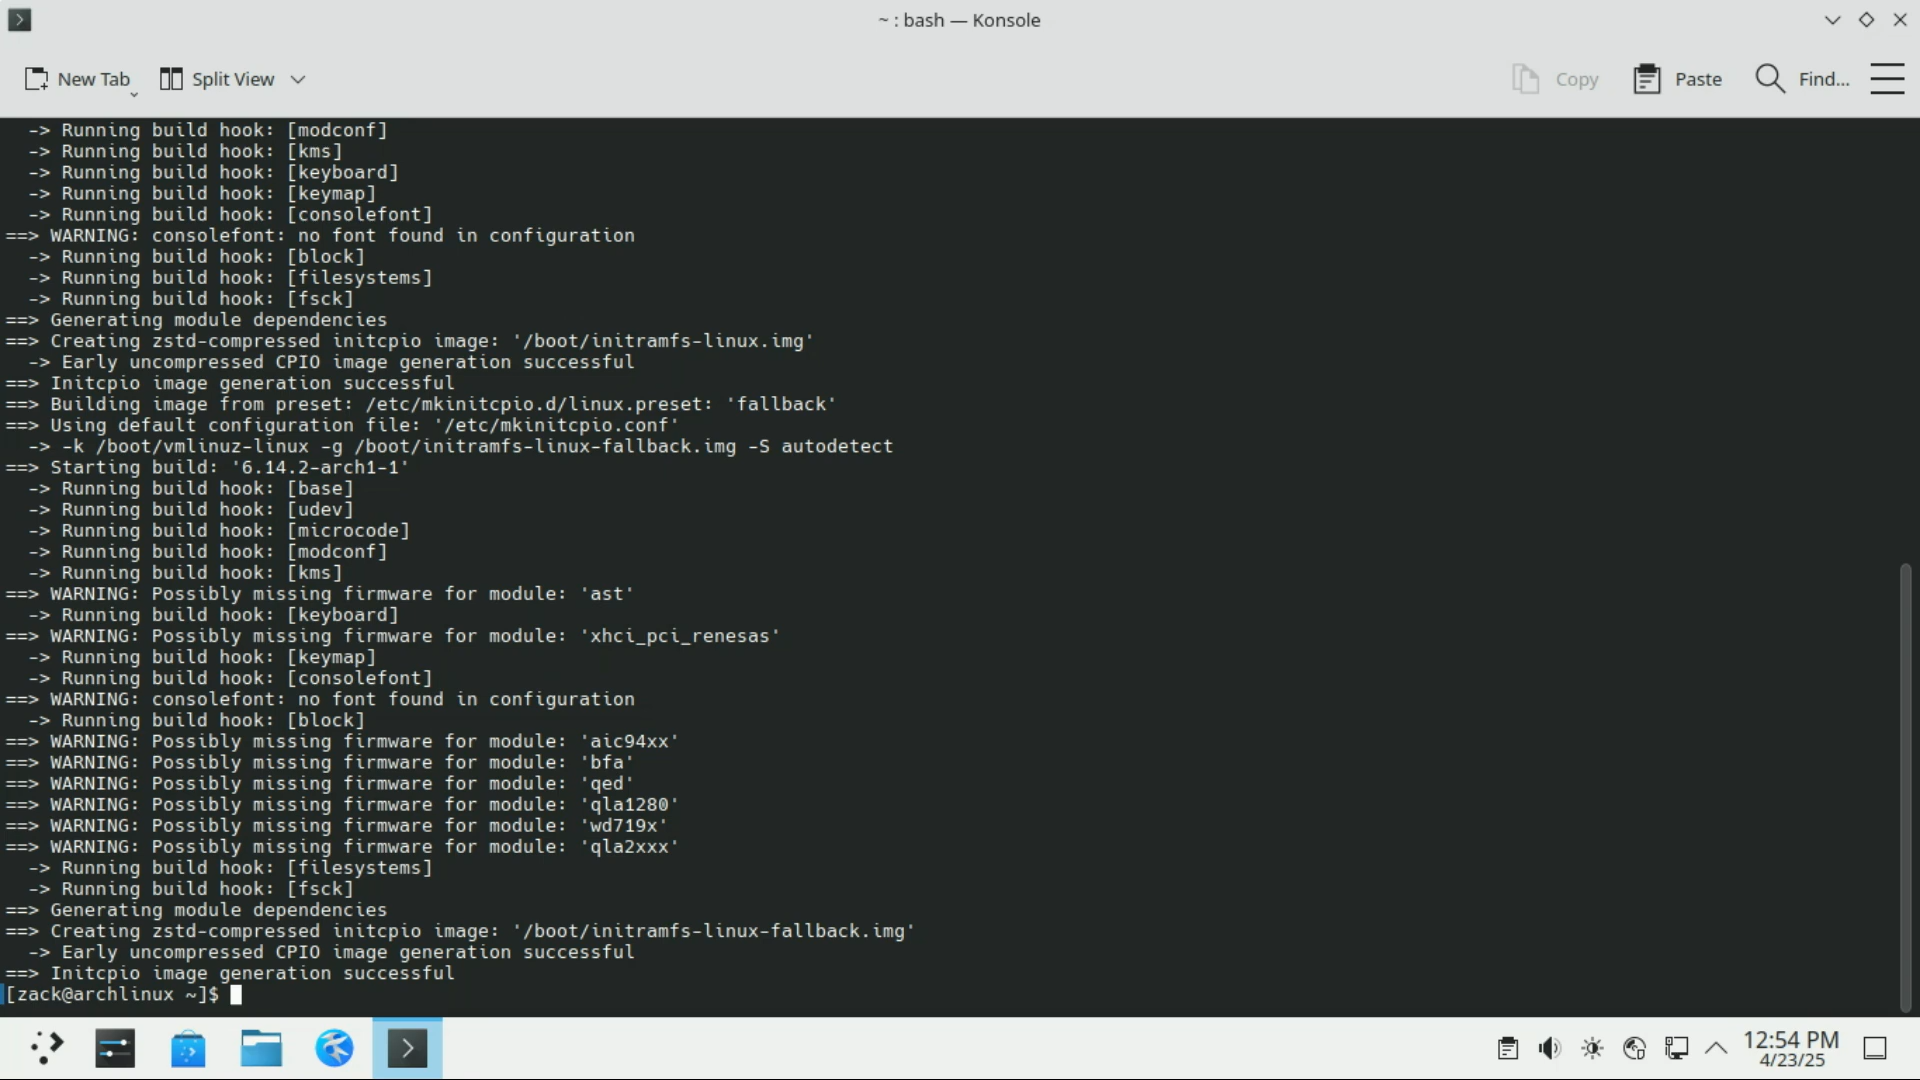 ~ : bash — Konsole
New Tab
Split View
Copy
Paste
Find...
-> Running build hook: [modconf]
-> Running build hook: [kms]
-> Running build hook: [keyboard]
-> Running build hook: [keymap]
-> Running build hook: [consolefont]
==> WARNING: consolefont: no font found in configuration
-> Running build hook: [block]
-> Running build hook: [filesystems]
-> Running build hook: [fsck]
==> Generating module dependencies
==> Creating zstd-compressed initcpio image: '/boot/initramfs-linux.img'
-> Early uncompressed CPIO image generation successful
==> Initcpio image generation successful
==> Building image from preset: /etc/mkinitcpio.d/linux.preset: 'fallback'
==> Using default configuration file: '/etc/mkinitcpio.conf'
-> -k /boot/vmlinuz-linux -g /boot/initramfs-linux-fallback.img -S autodetect
==> Starting build: '6.14.2-arch1-1'
-> Running build hook: [base]
-> Running build hook: [udev]
-> Running build hook: [microcode]
-> Running build hook: [modconf]
-> Running build hook: [kms]
==> WARNING: Possibly missing firmware for module: 'ast'
-> Running build hook: [keyboard]
==> WARNING: Possibly missing firmware for module: 'xhci_pci_renesas'
-> Running build hook: [keymap]
-> Running build hook: [consolefont]
==> WARNING: consolefont: no font found in configuration
-> Running build hook: [block]
==> WARNING: Possibly missing firmware for module: 'aic94xx'
==> WARNING: Possibly missing firmware for module: 'bfa'
==> WARNING: Possibly missing firmware for module: 'qed'
==> WARNING: Possibly missing firmware for module: 'qla1280'
==> WARNING: Possibly missing firmware for module: 'wd719x'
==> WARNING: Possibly missing firmware for module: 'qla2xxx'
-> Running build hook: [filesystems]
-> Running build hook: [fsck]
==> Generating module dependencies
==> Creating zstd-compressed initcpio image: '/boot/initramfs-linux-fallback.img'
-> Early uncompressed CPIO image generation successful
==> Initcpio image generation successful
[zack@archlinux ~]$
12:54 PM
4/23/25